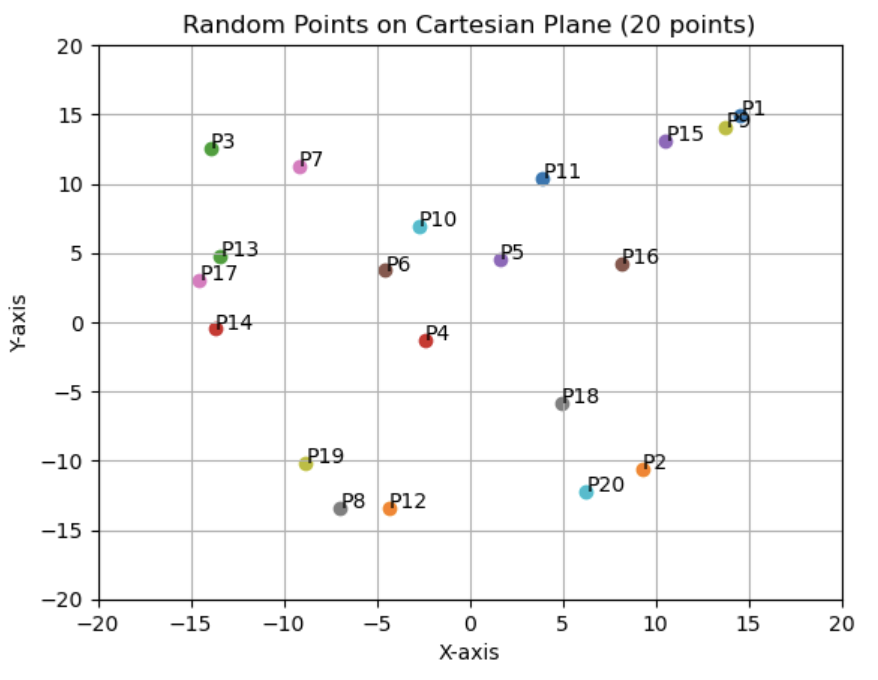 Random Points on Cartesian Plane (20 points)
20
15
10
5
0
−5
−10
−15
−20
Y-axis
P1
P9
P15
P3
P7
P11
P10
P13
P5
P16
P6
P17
P14
P4
P18
P19
P2
P20
P8
P12
−20
−15
−10
−5
0
5
10
15
20
X-axis